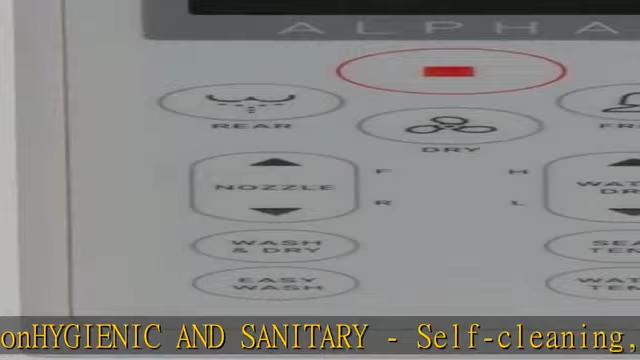 ALPHA
REAR
DRY
NOZZLE
F
R
H
L
WASH
& DRY
EASY
WASH
onHYGIENIC AND SANITARY - Self-cleaning,